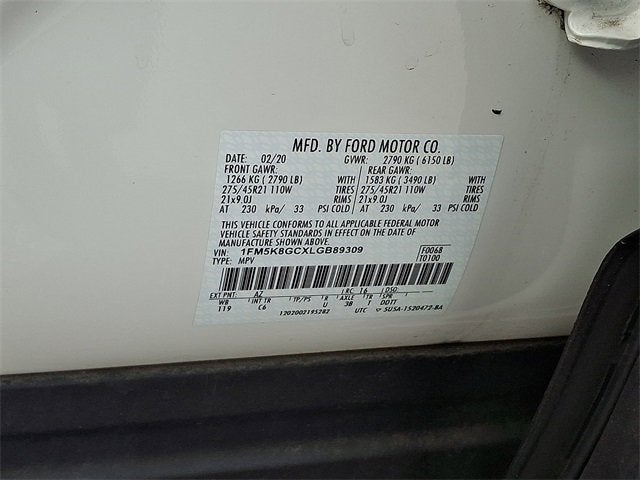 MFD. BY FORD MOTOR CO.
DATE: 02/20 GVWR: 2790 KG ( 6150 LB)
FRONT GAWR: REAR GAWR:
1266 KG ( 2790 LB) WITH 1583 KG ( 3490 LB) WITH
275/45R21 110W TIRES 275/45R21 110W TIRES
21x9.0J RIMS 21x9.0J RIMS
AT 230 kPa/ 33 PSI COLD AT 230 kPa/ 33 PSI COLD
THIS VEHICLE CONFORMS TO ALL APPLICABLE FEDERAL MOTOR
VEHICLE SAFETY STANDARDS IN EFFECT ON THE DATE OF
MANUFACTURE SHOWN ABOVE.
VIN: 1FM5K8GCXLGB89309 F0068
TYPE: MPV T0100
EXT PNT: AZ RC: 16 DSO:
WB INT TR TP/PS R AXLE TR SPR
119 C6 U 3B T DDTT
1202002195282 UTC 5U5A-1520472-BA